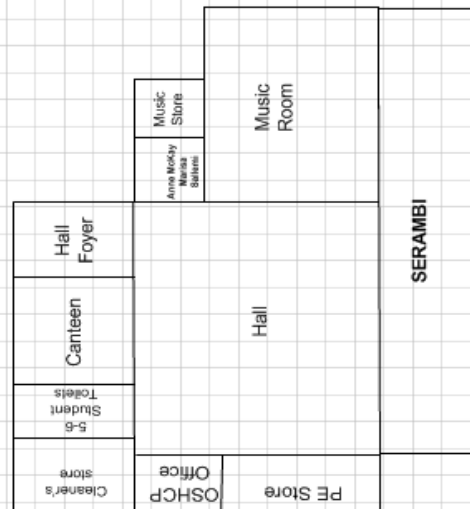 Music
Store
Music
Room
Anne McKay
Marisa
Ballemi
Hall
Foyer
SERAMBI
Canteen
Hall
5-6
Student
Toilets
Cleaner's
store
OSHCP
Office
PE Store